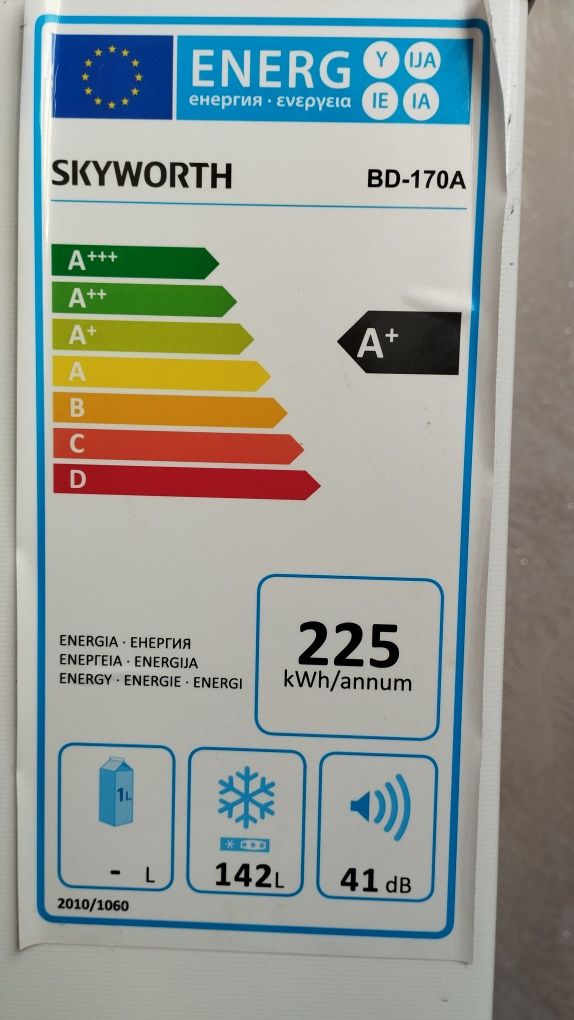 ENERG
енергия · ενεργεια
Y IJA
IE IA
SKYWORTH BD-170A
A+++
A++
A+
A+
A
B
C
D
ENERGIA · ЕНЕРГИЯ
ΕΝΕΡΓΕΙΑ · ENERGIJA
ENERGY · ENERGIE · ENERGI
225
kWh/annum
1L
- L
142L
41 dB
2010/1060